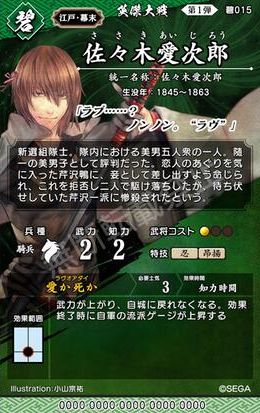 碧
江戸・幕末
英傑大戦
第1弾
碧015
ささきあいじろう
佐々木愛次郎
統一名称：佐々木愛次郎
生没年：1845～1863
「ラブ……？
ノンノン。“ラヴ”」
新選組隊士。隊内における美男五人衆の一人、随
一の美男子として評判だった。恋人のあぐりを気
に入った芹沢鴨に、妾として差し出すよう命じら
れ、これを拒否し二人で駆け落ちしたが、待ち伏
せしていた芹沢一派に惨殺されたという。
兵種
騎兵
武力
2
知力
2
武将コスト
特技
忍
昂揚
ラヴオアダイ
愛か死か
必要士気
3
効果時間
知力時間
効果範囲
武力が上がり、自城に戻れなくなる。効果
終了時に自軍の流派ゲージが上昇する
Illustration:小山宗祐
©SEGA
0000-0000-0000-0000-0000